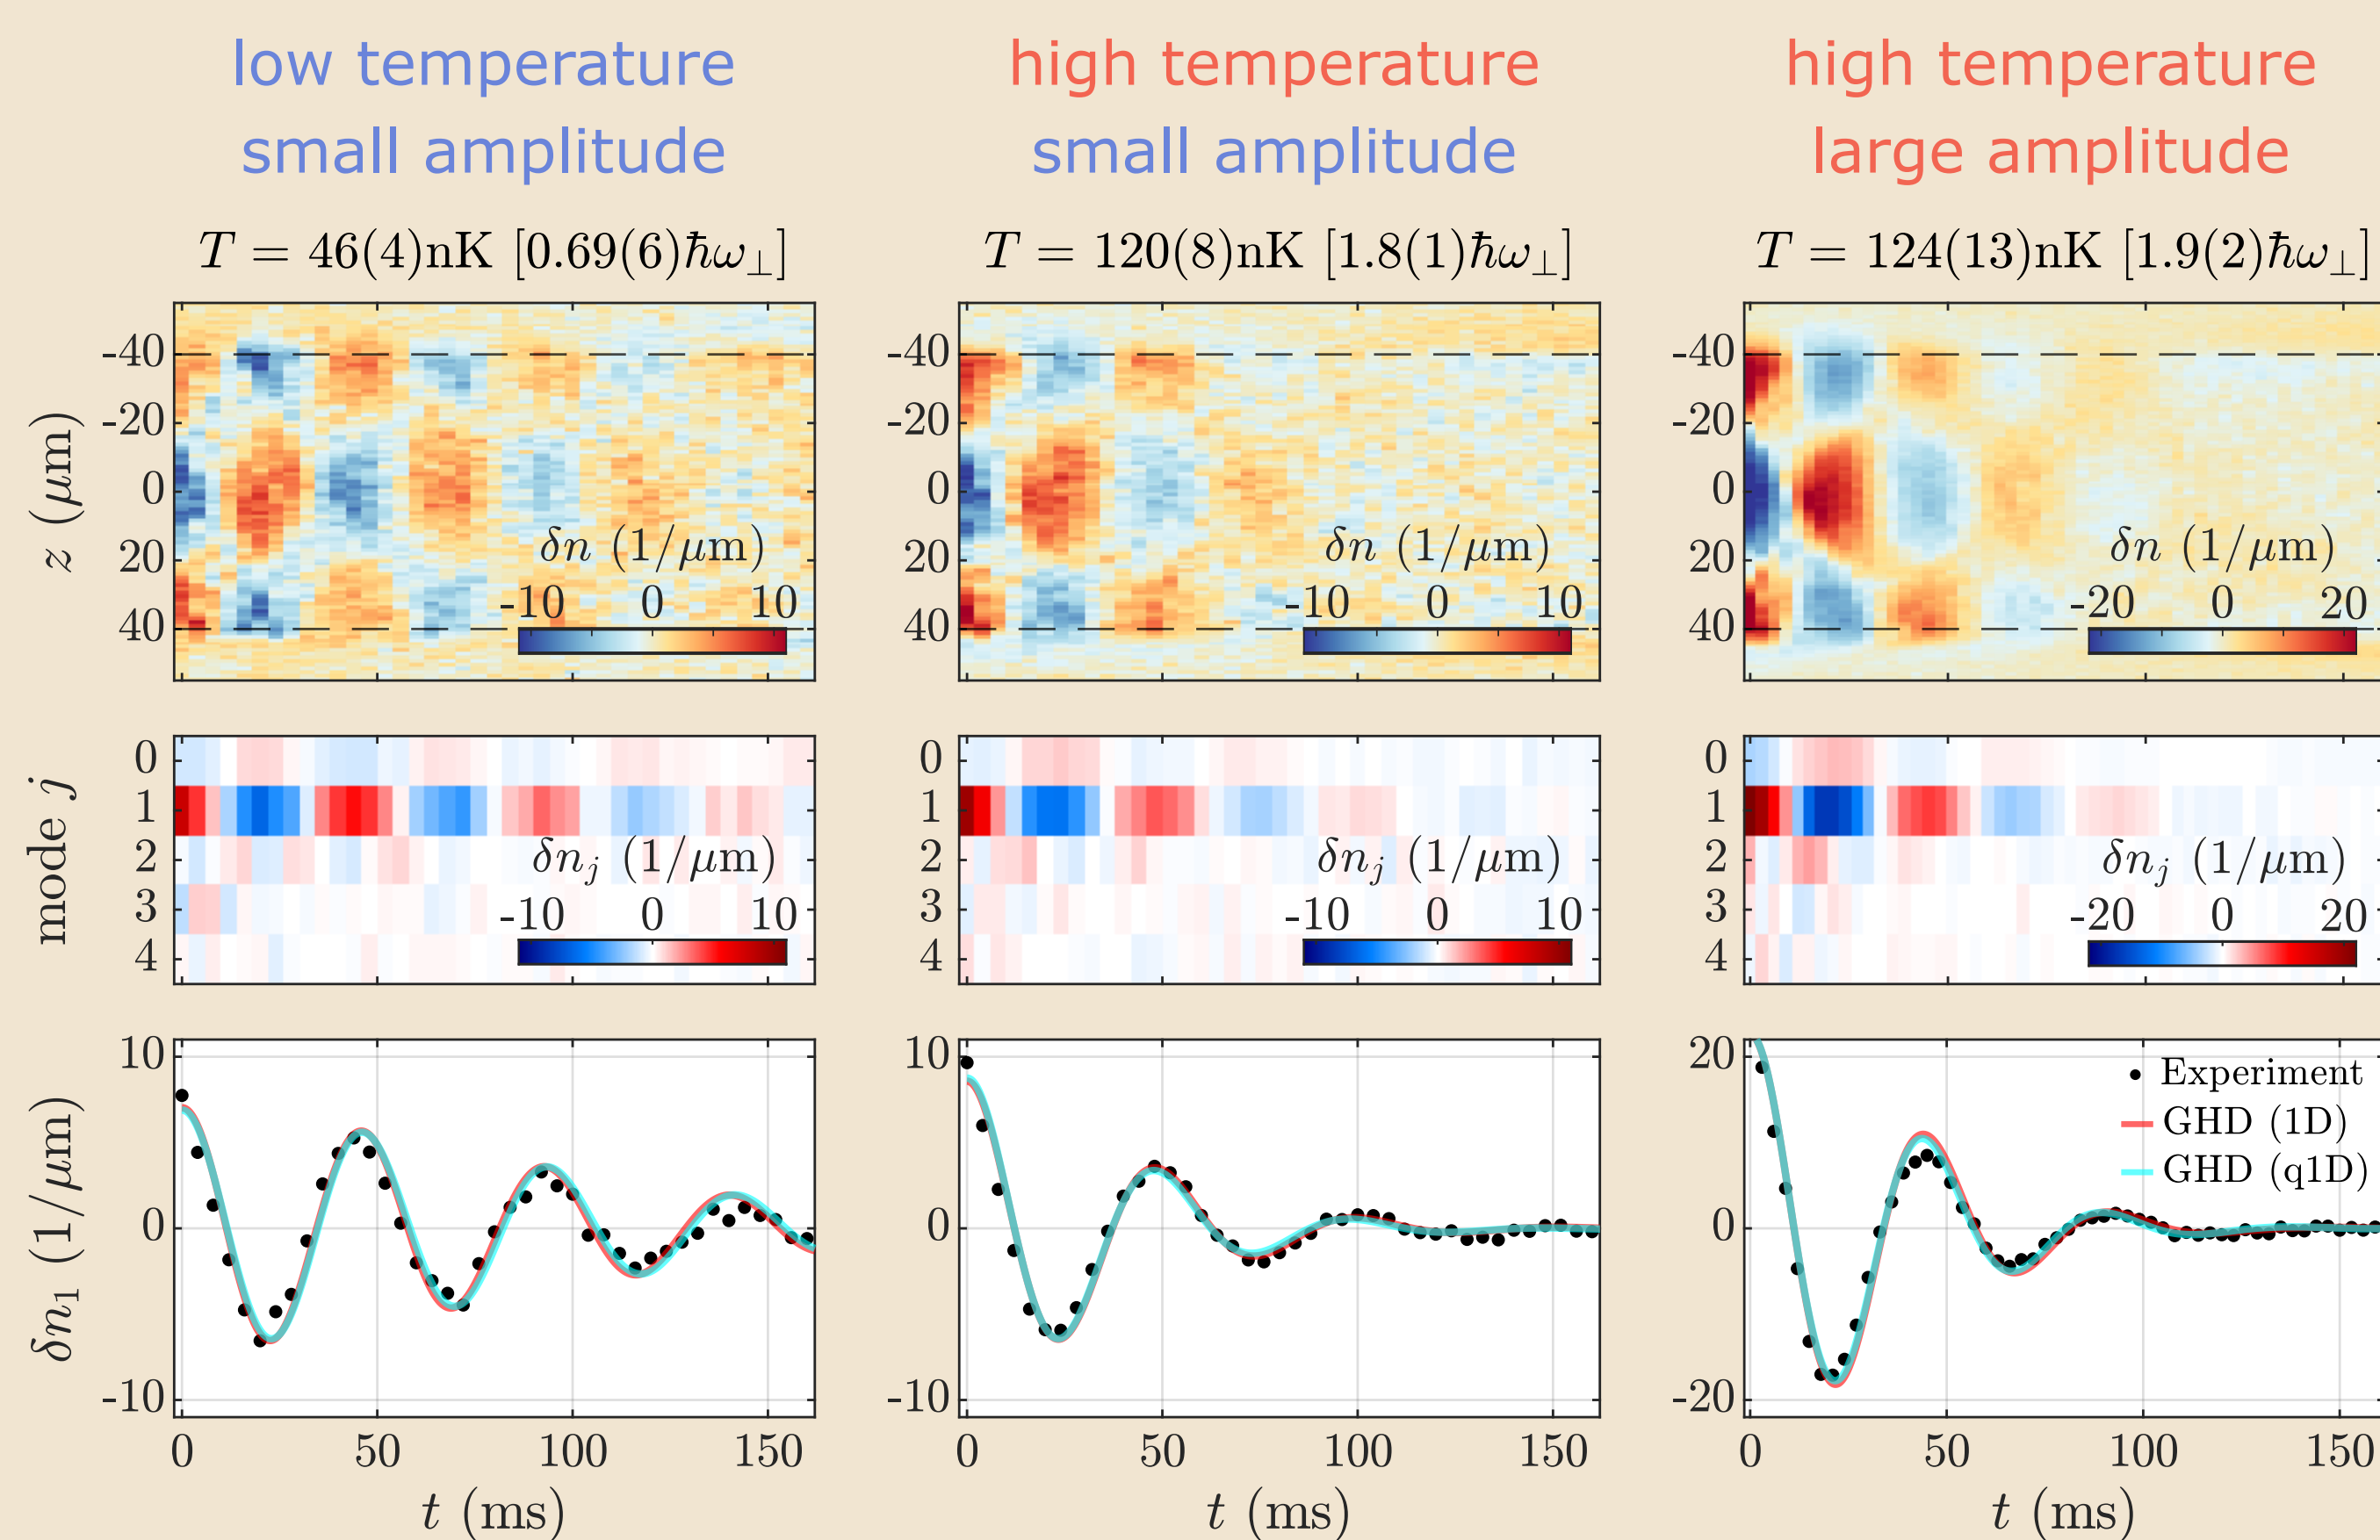 low temperature
small amplitude
high temperature
small amplitude
high temperature
large amplitude
T = 46(4)nK [0.69(6)ℏω⊥]
T = 120(8)nK [1.8(1)ℏω⊥]
T = 124(13)nK [1.9(2)ℏω⊥]
z (μm)
-40
-20
0
20
40
δn (1/μm)
-10 0 10
-40
-20
0
20
40
δn (1/μm)
-10 0 10
-40
-20
0
20
40
δn (1/μm)
-20 0 20
mode j
0
1
2
3
4
δn_j (1/μm)
-10 0 10
0
1
2
3
4
δn_j (1/μm)
-10 0 10
0
1
2
3
4
δn_j (1/μm)
-20 0 20
δn₁ (1/μm)
10
0
-10
0 50 100 150
t (ms)
10
0
-10
0 50 100 150
t (ms)
20
0
-20
Experiment
GHD (1D)
GHD (q1D)
0 50 100 150
t (ms)